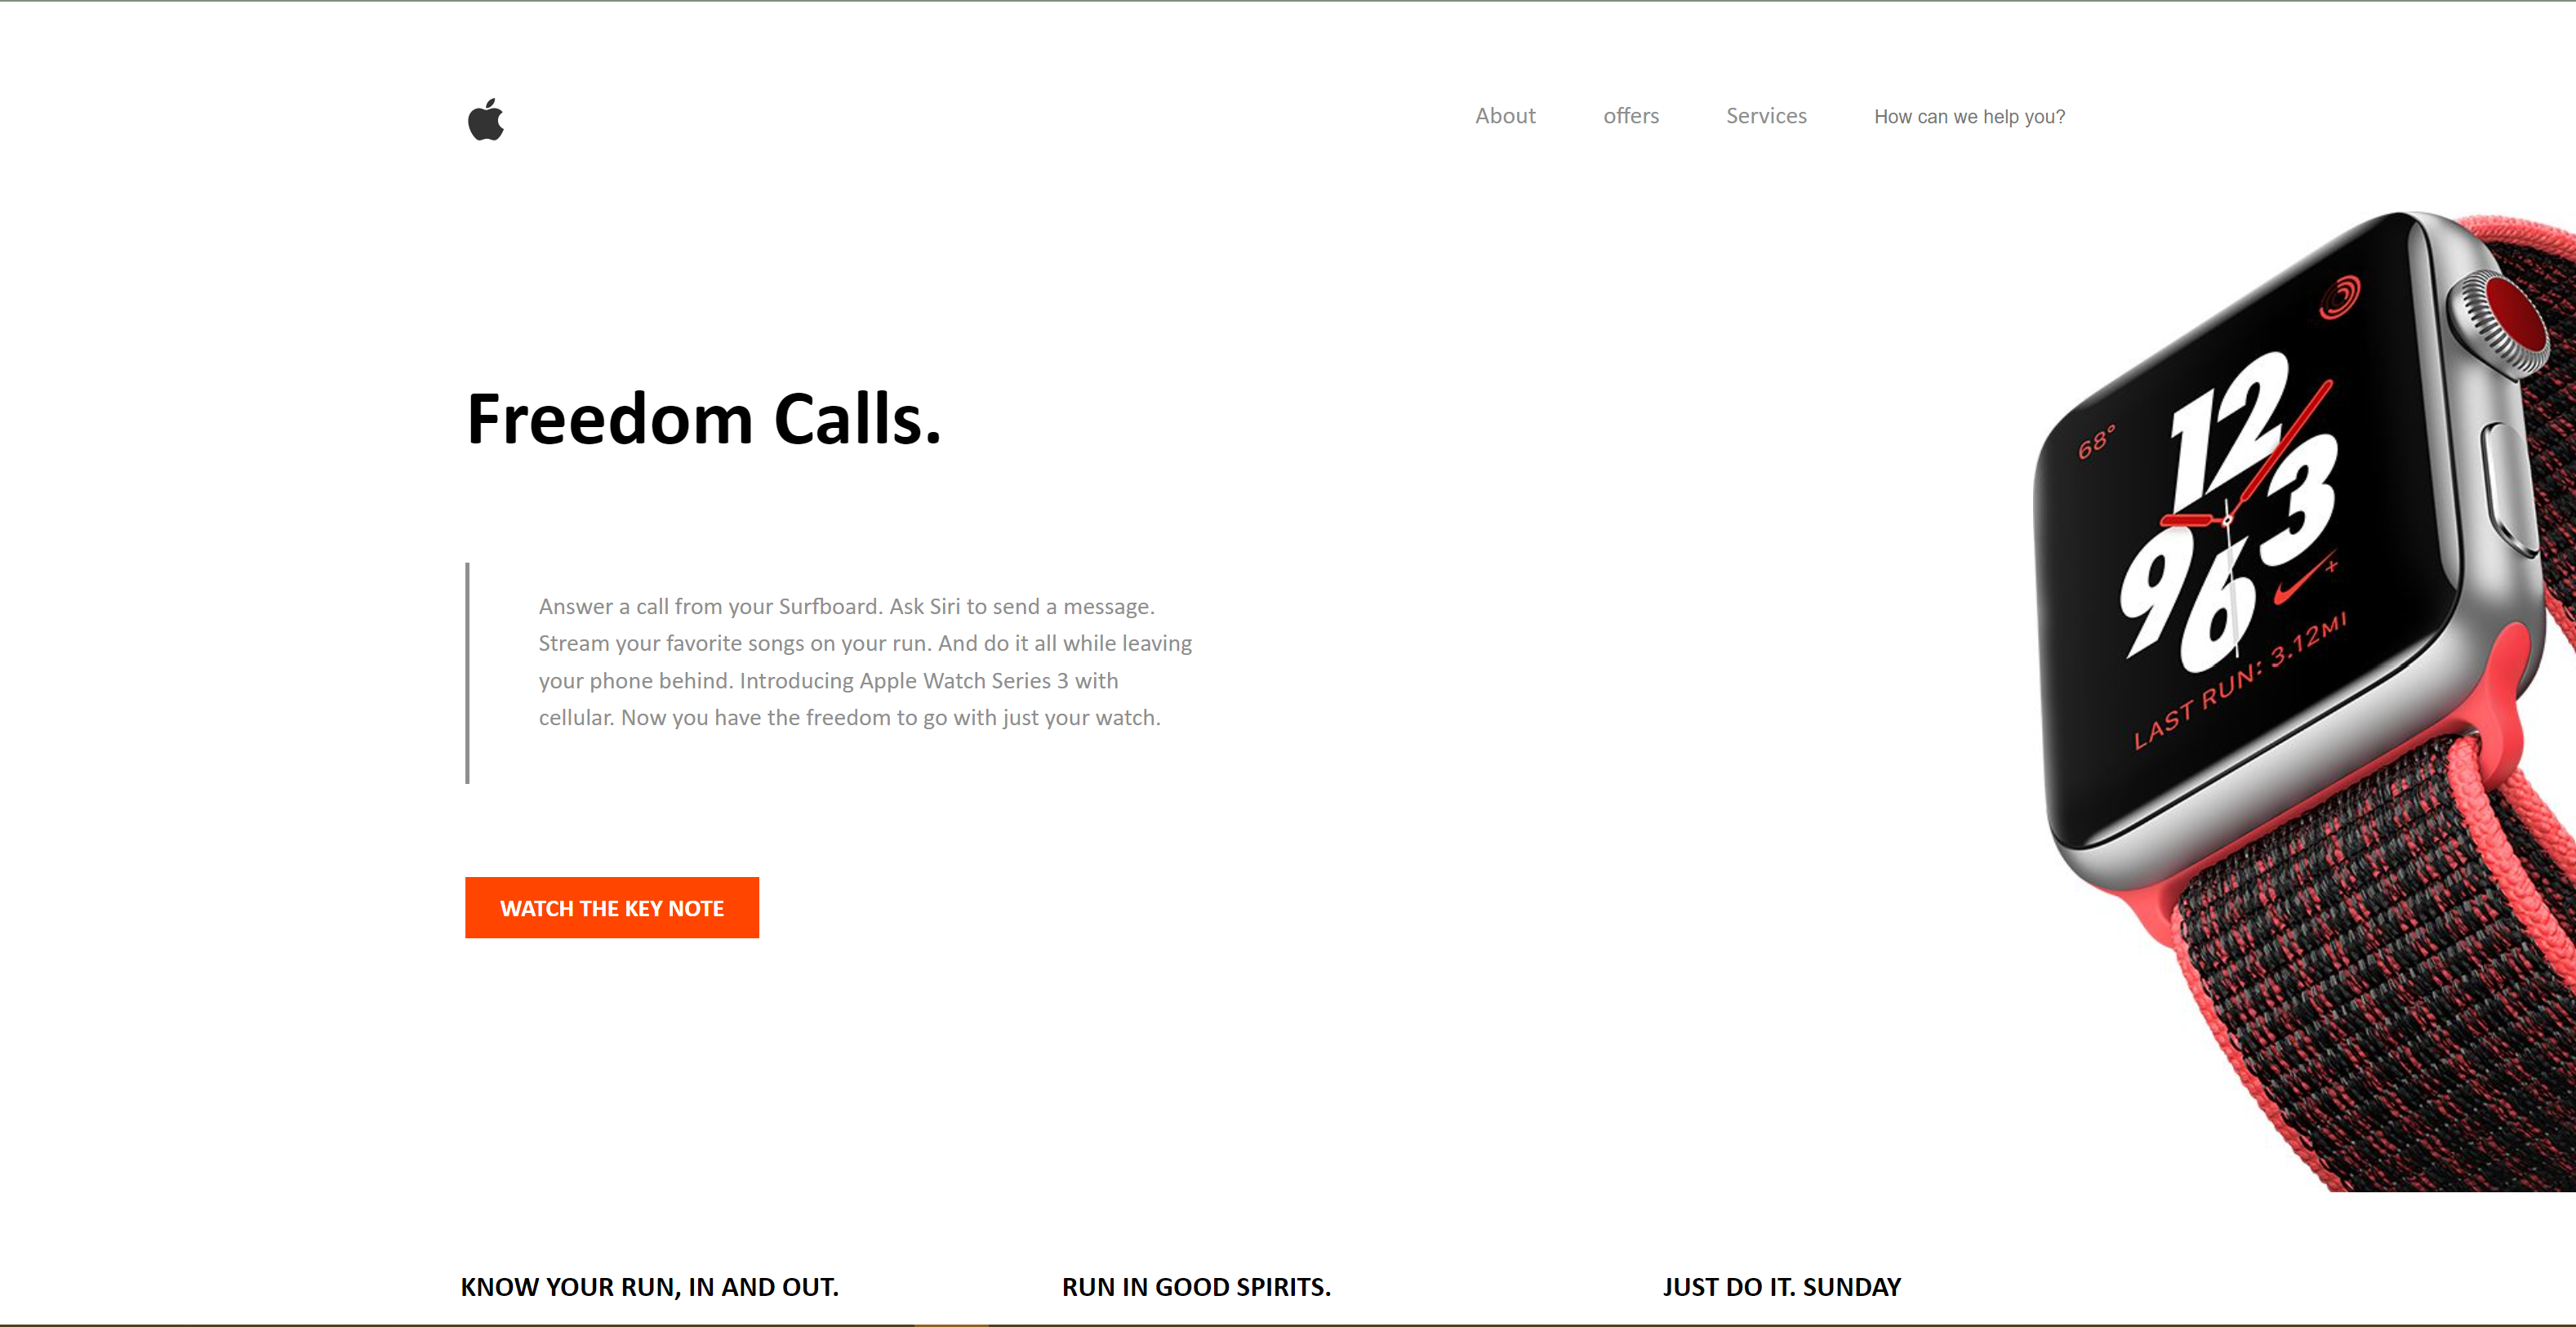 About offers Services How can we help you?
Freedom Calls.
Answer a call from your Surfboard. Ask Siri to send a message.
Stream your favorite songs on your run. And do it all while leaving
your phone behind. Introducing Apple Watch Series 3 with
cellular. Now you have the freedom to go with just your watch.
WATCH THE KEY NOTE
68°
12
3
9
6
+
LAST RUN: 3.12MI
KNOW YOUR RUN, IN AND OUT.
RUN IN GOOD SPIRITS.
JUST DO IT. SUNDAY